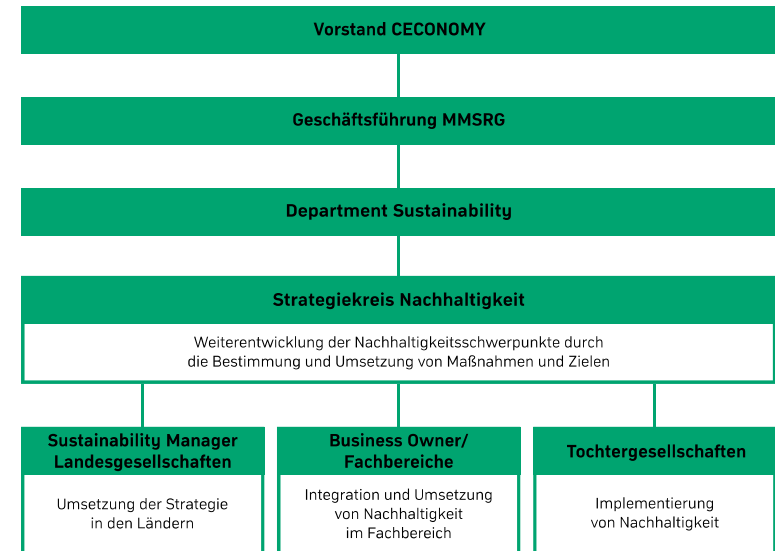 Vorstand CECONOMY
Geschäftsführung MMSRG
Department Sustainability
Strategiekreis Nachhaltigkeit
Weiterentwicklung der Nachhaltigkeitsschwerpunkte durch
die Bestimmung und Umsetzung von Maßnahmen und Zielen
Sustainability Manager
Landesgesellschaften
Umsetzung der Strategie
in den Ländern
Business Owner/
Fachbereiche
Integration und Umsetzung
von Nachhaltigkeit
im Fachbereich
Tochtergesellschaften
Implementierung
von Nachhaltigkeit